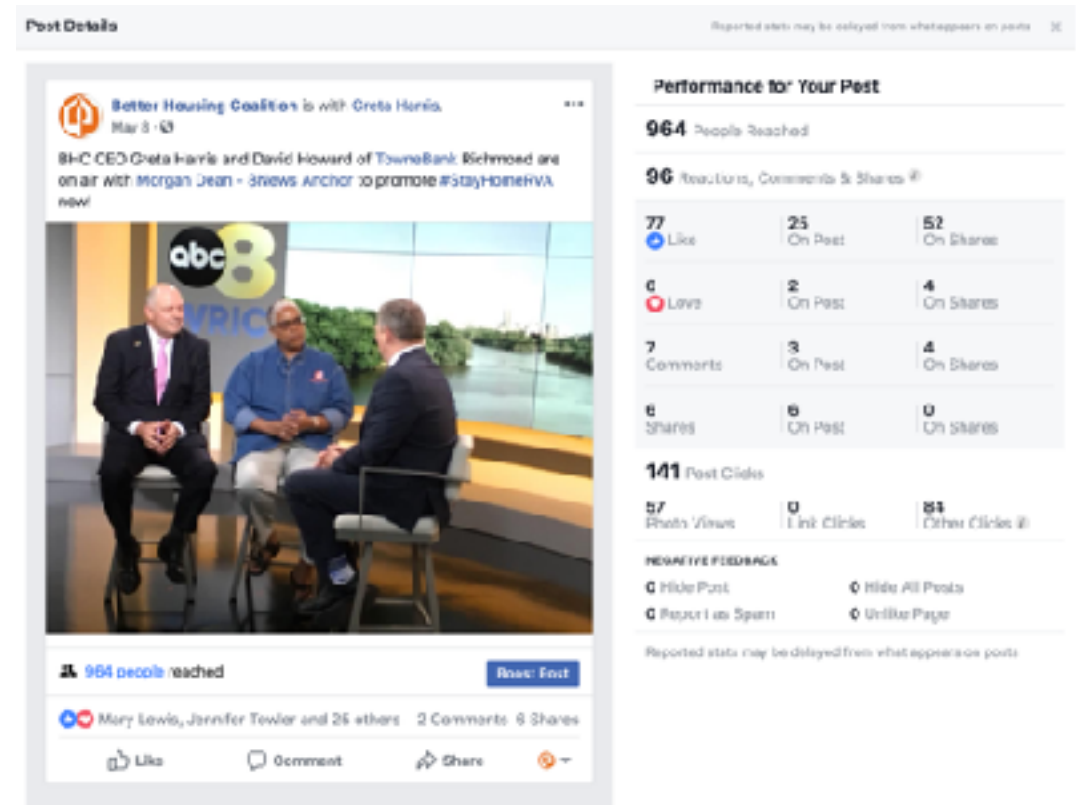 Post Details
Reported stats may be delayed from what appears on posts
Better Housing Coalition is with Greta Harris.
May 8
BHC CEO Greta Harris and David Howard of TowneBank Richmond are
on air with Morgan Dean - 8News Anchor to promote #StayHomeRVA
now!
abc 8
WRIC
964 people reached
Boost Post
Mary Lewis, Jennifer Towler and 25 others 2 Comments 6 Shares
Like Comment Share
Performance for Your Post
964 People Reached
96 Reactions, Comments & Shares
77 25 52
Like On Post On Shares
6 2 4
Love On Post On Shares
7 3 4
Comments On Post On Shares
6 6 0
Shares On Post On Shares
141 Post Clicks
57 0 84
Photo Views Link Clicks Other Clicks
NEGATIVE FEEDBACK
0 Hide Post 0 Hide All Posts
0 Report as Spam 0 Unlike Page
Reported stats may be delayed from what appears on posts